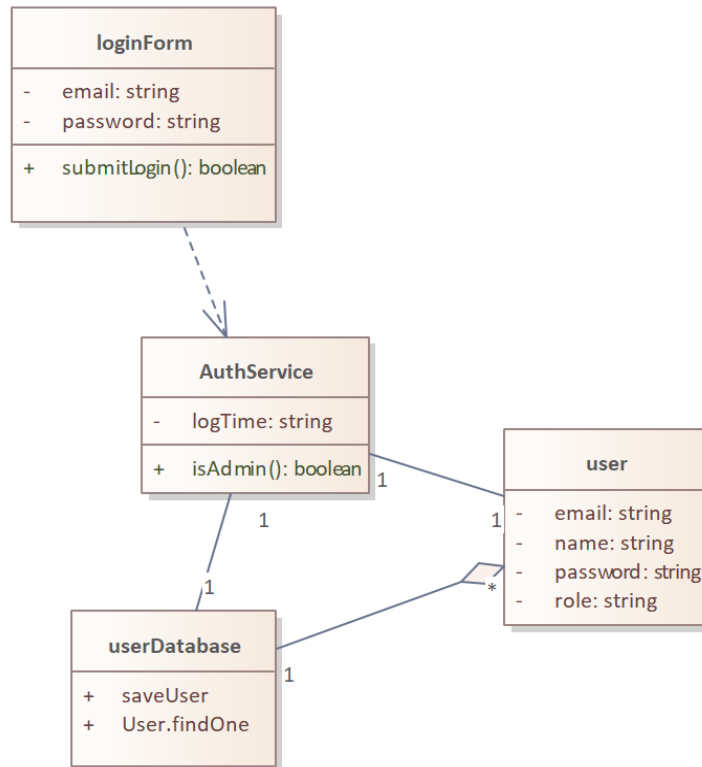 loginForm
- email: string
- password: string
+ submitLogin(): boolean
AuthService
- logTime: string
+ isAdmin(): boolean
1
1
user
- email: string
- name: string
- password: string
- role: string
1
1
*
1
userDatabase
+ saveUser
+ User.findOne